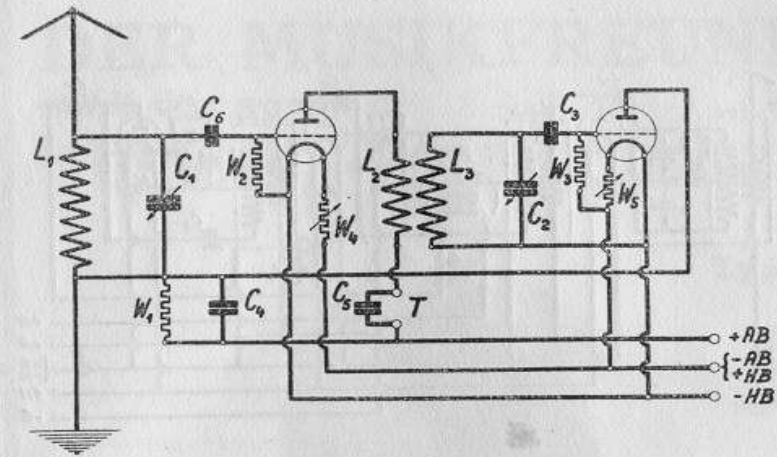 C₆
C₃
L₁
C₁
W₂
W₄
L₂
L₃
W₃
W₅
C₂
W₁
C₄
C₅
T
+AB
-AB
+HB
-HB